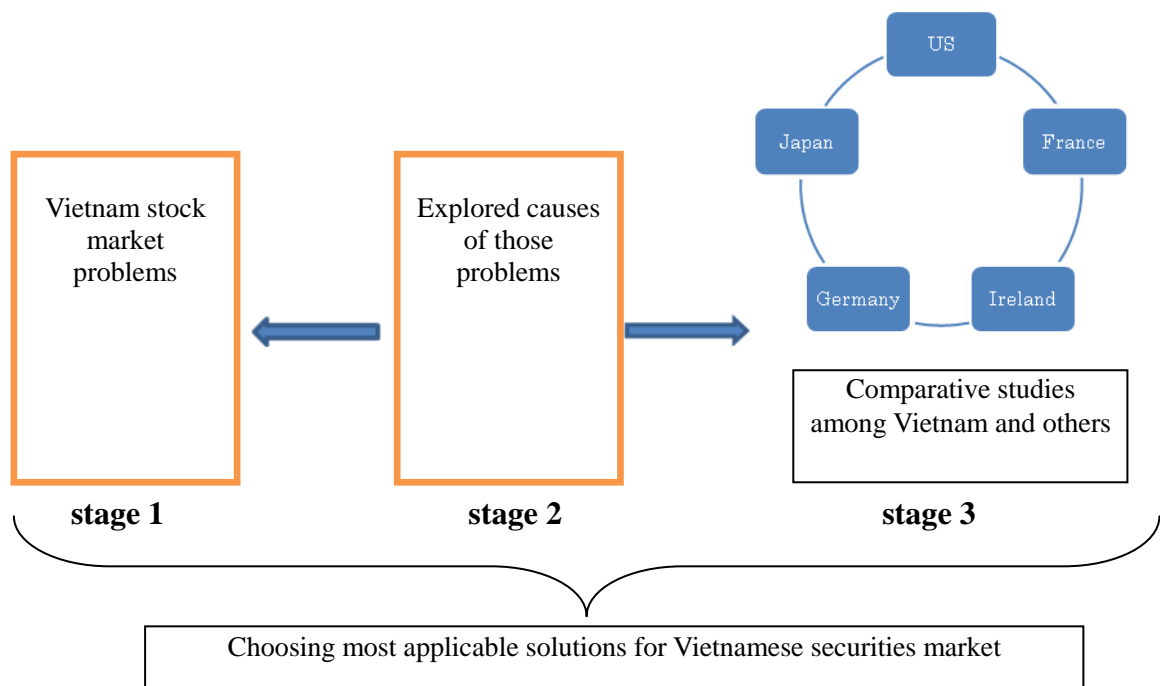 US
Japan
France
Germany
Ireland
Vietnam stock
market
problems
Explored causes
of those
problems
Comparative studies
among Vietnam and others
stage 1
stage 2
stage 3
Choosing most applicable solutions for Vietnamese securities market